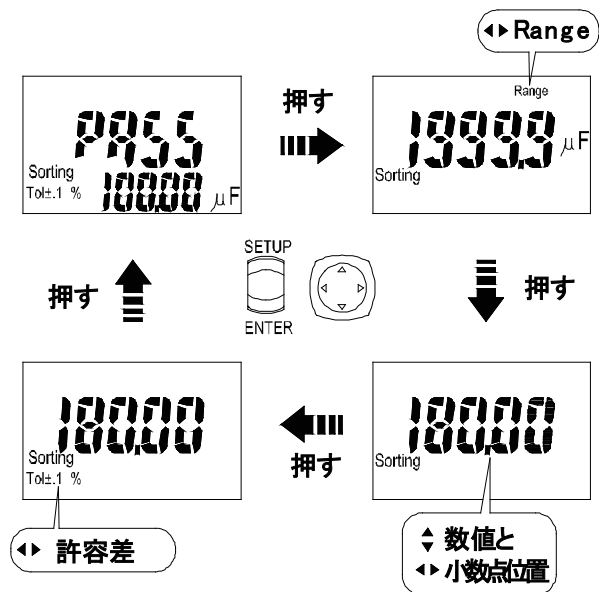 ◂▸Range
PASS
Sorting
Tol±.1 %
100.00 μF
押す
Range
1999.9 μF
Sorting
押す
SETUP
ENTER
押す
180.00
Sorting
Tol±.1 %
押す
180.00
Sorting
◂▸ 許容差
数値と
◂▸ 小数点位置